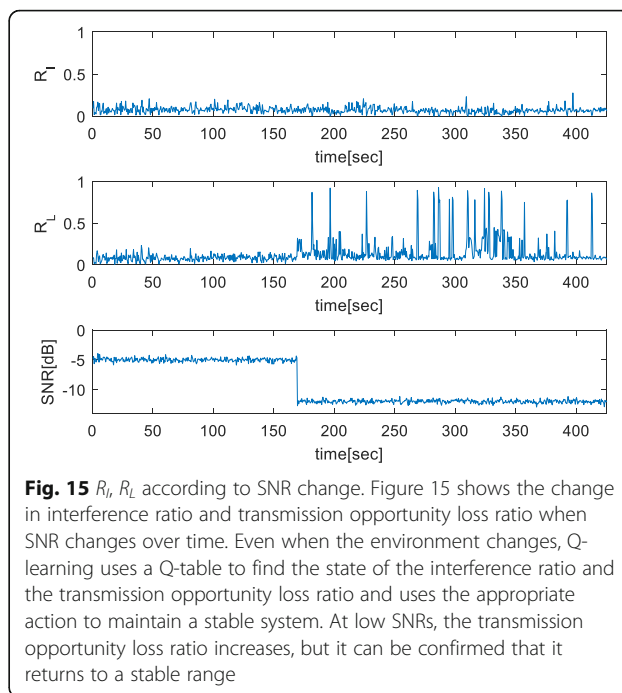 1
0.5
0
R_I
0 50 100 150 200 250 300 350 400
time[sec]
1
0.5
0
R_L
0 50 100 150 200 250 300 350 400
time[sec]
0
-5
-10
SNR[dB]
0 50 100 150 200 250 300 350 400
time[sec]
Fig. 15 R_I, R_L according to SNR change. Figure 15 shows the change
in interference ratio and transmission opportunity loss ratio when
SNR changes over time. Even when the environment changes, Q-
learning uses a Q-table to find the state of the interference ratio and
the transmission opportunity loss ratio and uses the appropriate
action to maintain a stable system. At low SNRs, the transmission
opportunity loss ratio increases, but it can be confirmed that it
returns to a stable range